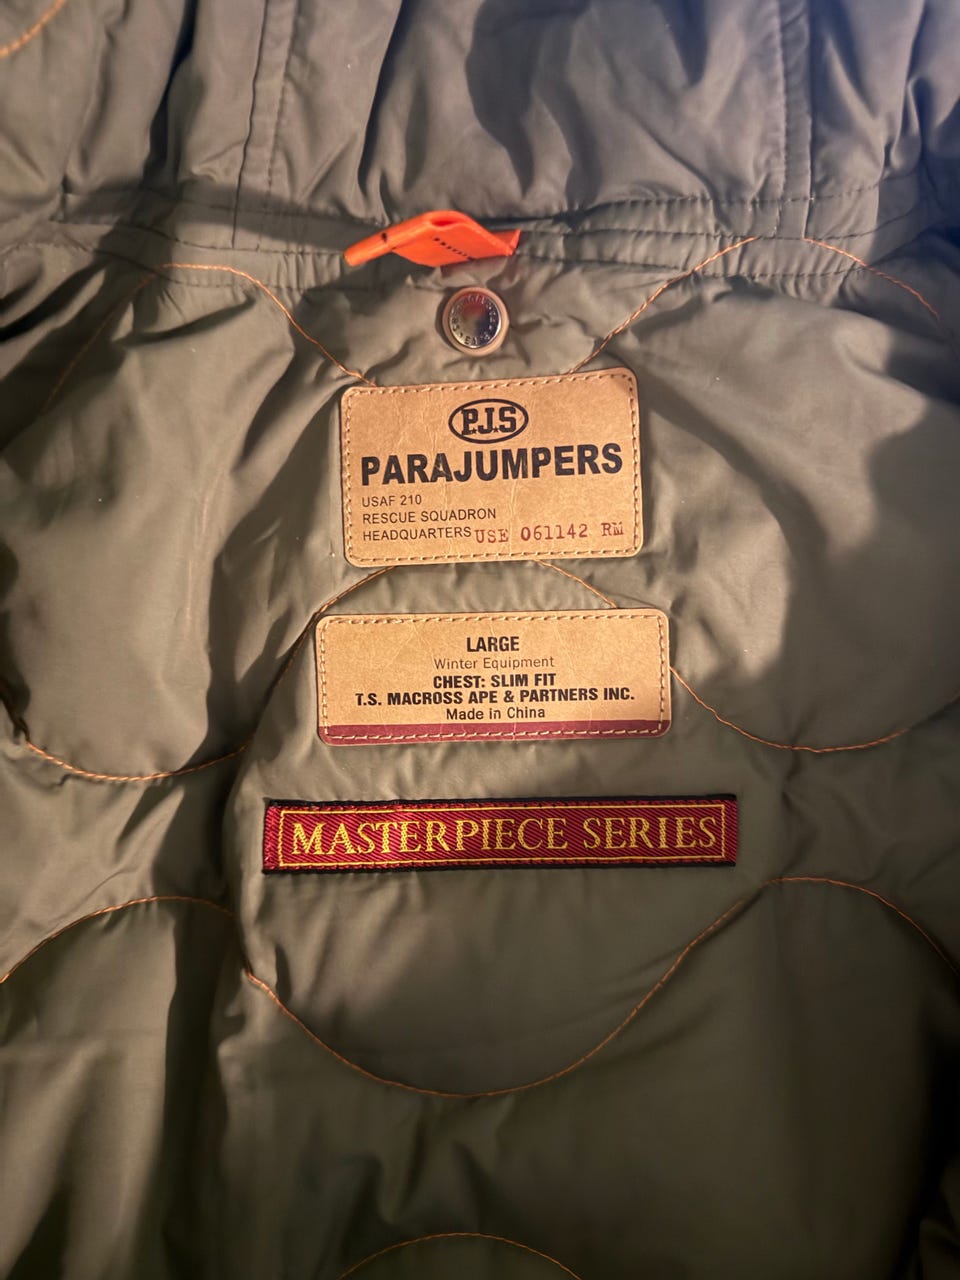 P.J.S
PARAJUMPERS
USAF 210
RESCUE SQUADRON
HEADQUARTERS USE 061142 RM
LARGE
Winter Equipment
CHEST: SLIM FIT
T.S. MACROSS APE & PARTNERS INC.
Made in China
MASTERPIECE SERIES